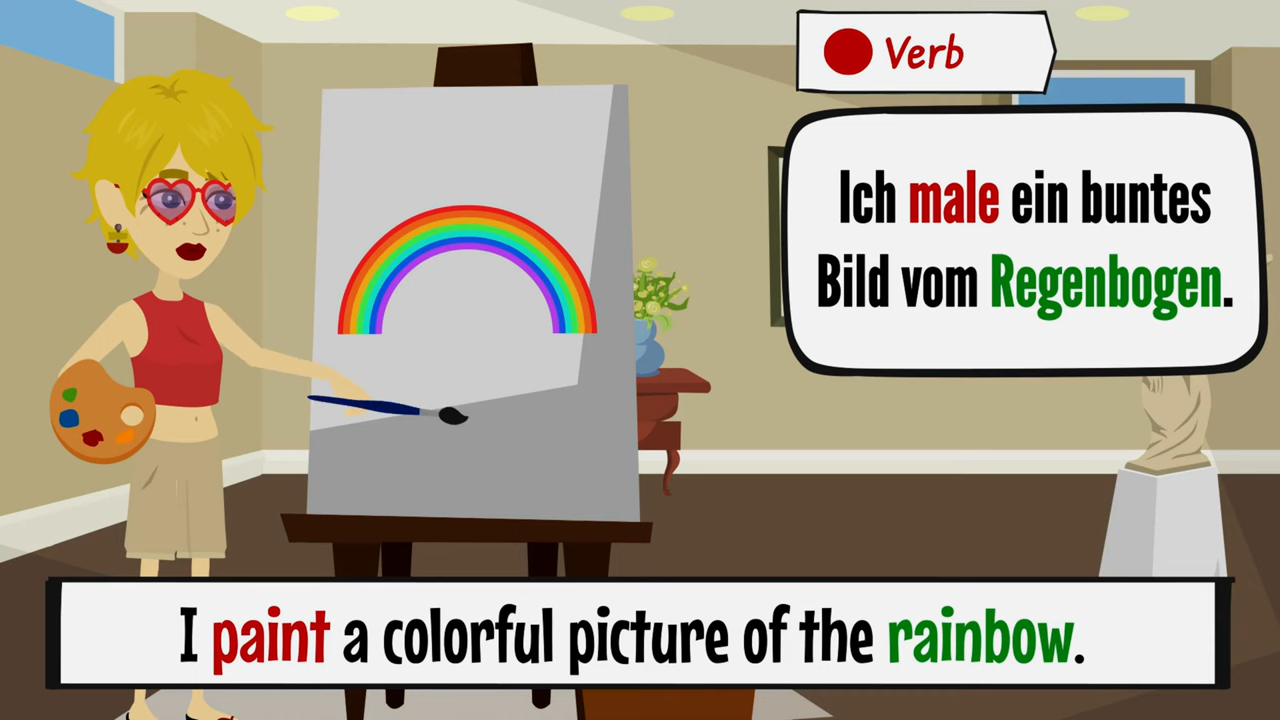 Verb
Ich male ein buntes
Bild vom Regenbogen.
I paint a colorful picture of the rainbow.